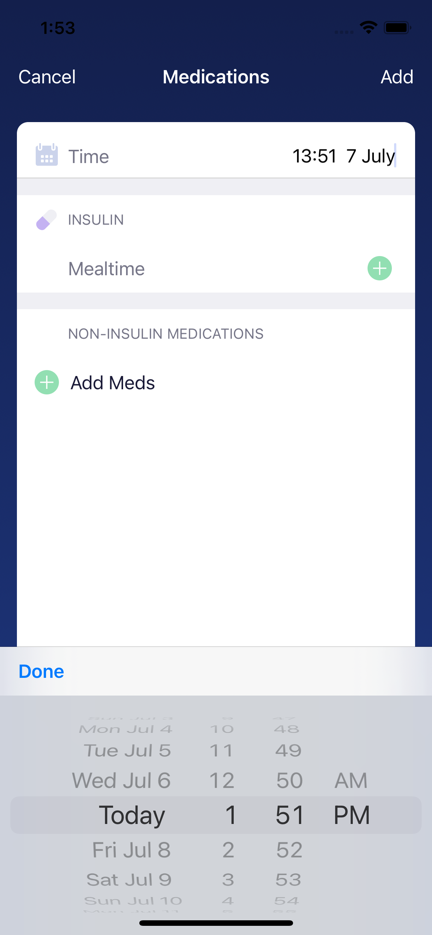 1:53
Cancel Medications Add
Time 13:51 7 July
INSULIN
Mealtime
NON-INSULIN MEDICATIONS
Add Meds
Done
Mon Jul 4 10 48
Tue Jul 5 11 49
Wed Jul 6 12 50 AM
Today 1 51 PM
Fri Jul 8 2 52
Sat Jul 9 3 53
Sun Jul 10 4 54